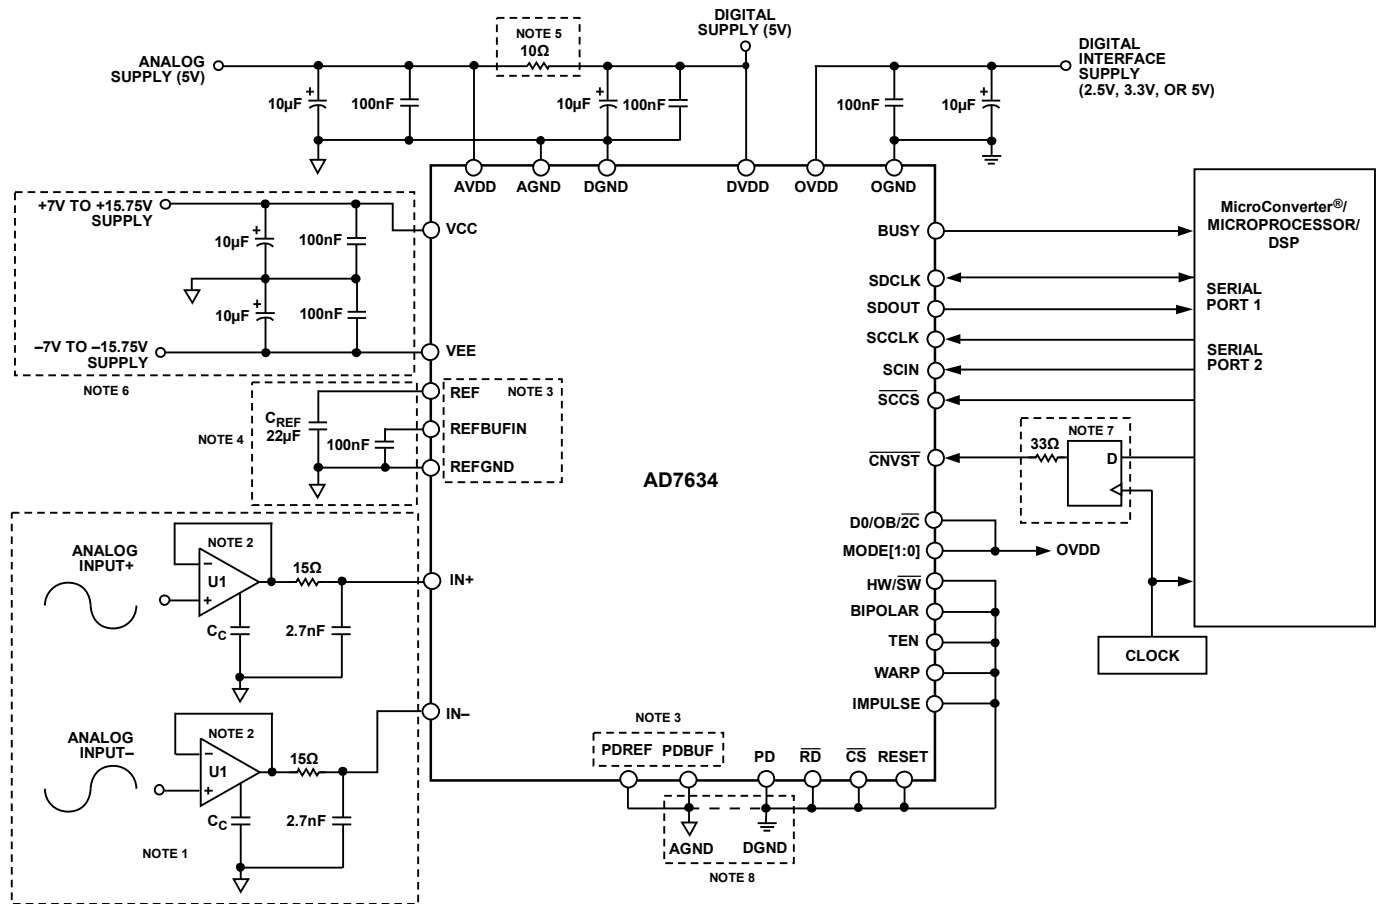 ANALOG
SUPPLY (5V)
NOTE 5
10Ω
DIGITAL
SUPPLY (5V)
DIGITAL
INTERFACE
SUPPLY
(2.5V, 3.3V, OR 5V)
+
10µF
100nF
+
10µF
100nF
100nF
+
10µF
AVDD
AGND
DGND
DVDD
OVDD
OGND
+7V TO +15.75V
SUPPLY
+
10µF
100nF
+
10µF
100nF
–7V TO –15.75V
SUPPLY
NOTE 6
VCC
VEE
REF
NOTE 3
REFBUFIN
REFGND
CREF
22µF
100nF
NOTE 4
AD7634
BUSY
SDCLK
SDOUT
SCCLK
SCIN
SCCS
CNVST
D0/OB/2C
MODE[1:0]
OVDD
HW/SW
BIPOLAR
TEN
WARP
IMPULSE
MicroConverter®/
MICROPROCESSOR/
DSP
SERIAL
PORT 1
SERIAL
PORT 2
NOTE 7
33Ω
D
CLOCK
ANALOG
INPUT+
NOTE 2
–
U1
+
15Ω
CC
2.7nF
IN+
ANALOG
INPUT–
NOTE 2
–
U1
+
15Ω
CC
2.7nF
IN–
NOTE 1
NOTE 3
PDREF PDBUF
PD
RD
CS
RESET
AGND
DGND
NOTE 8